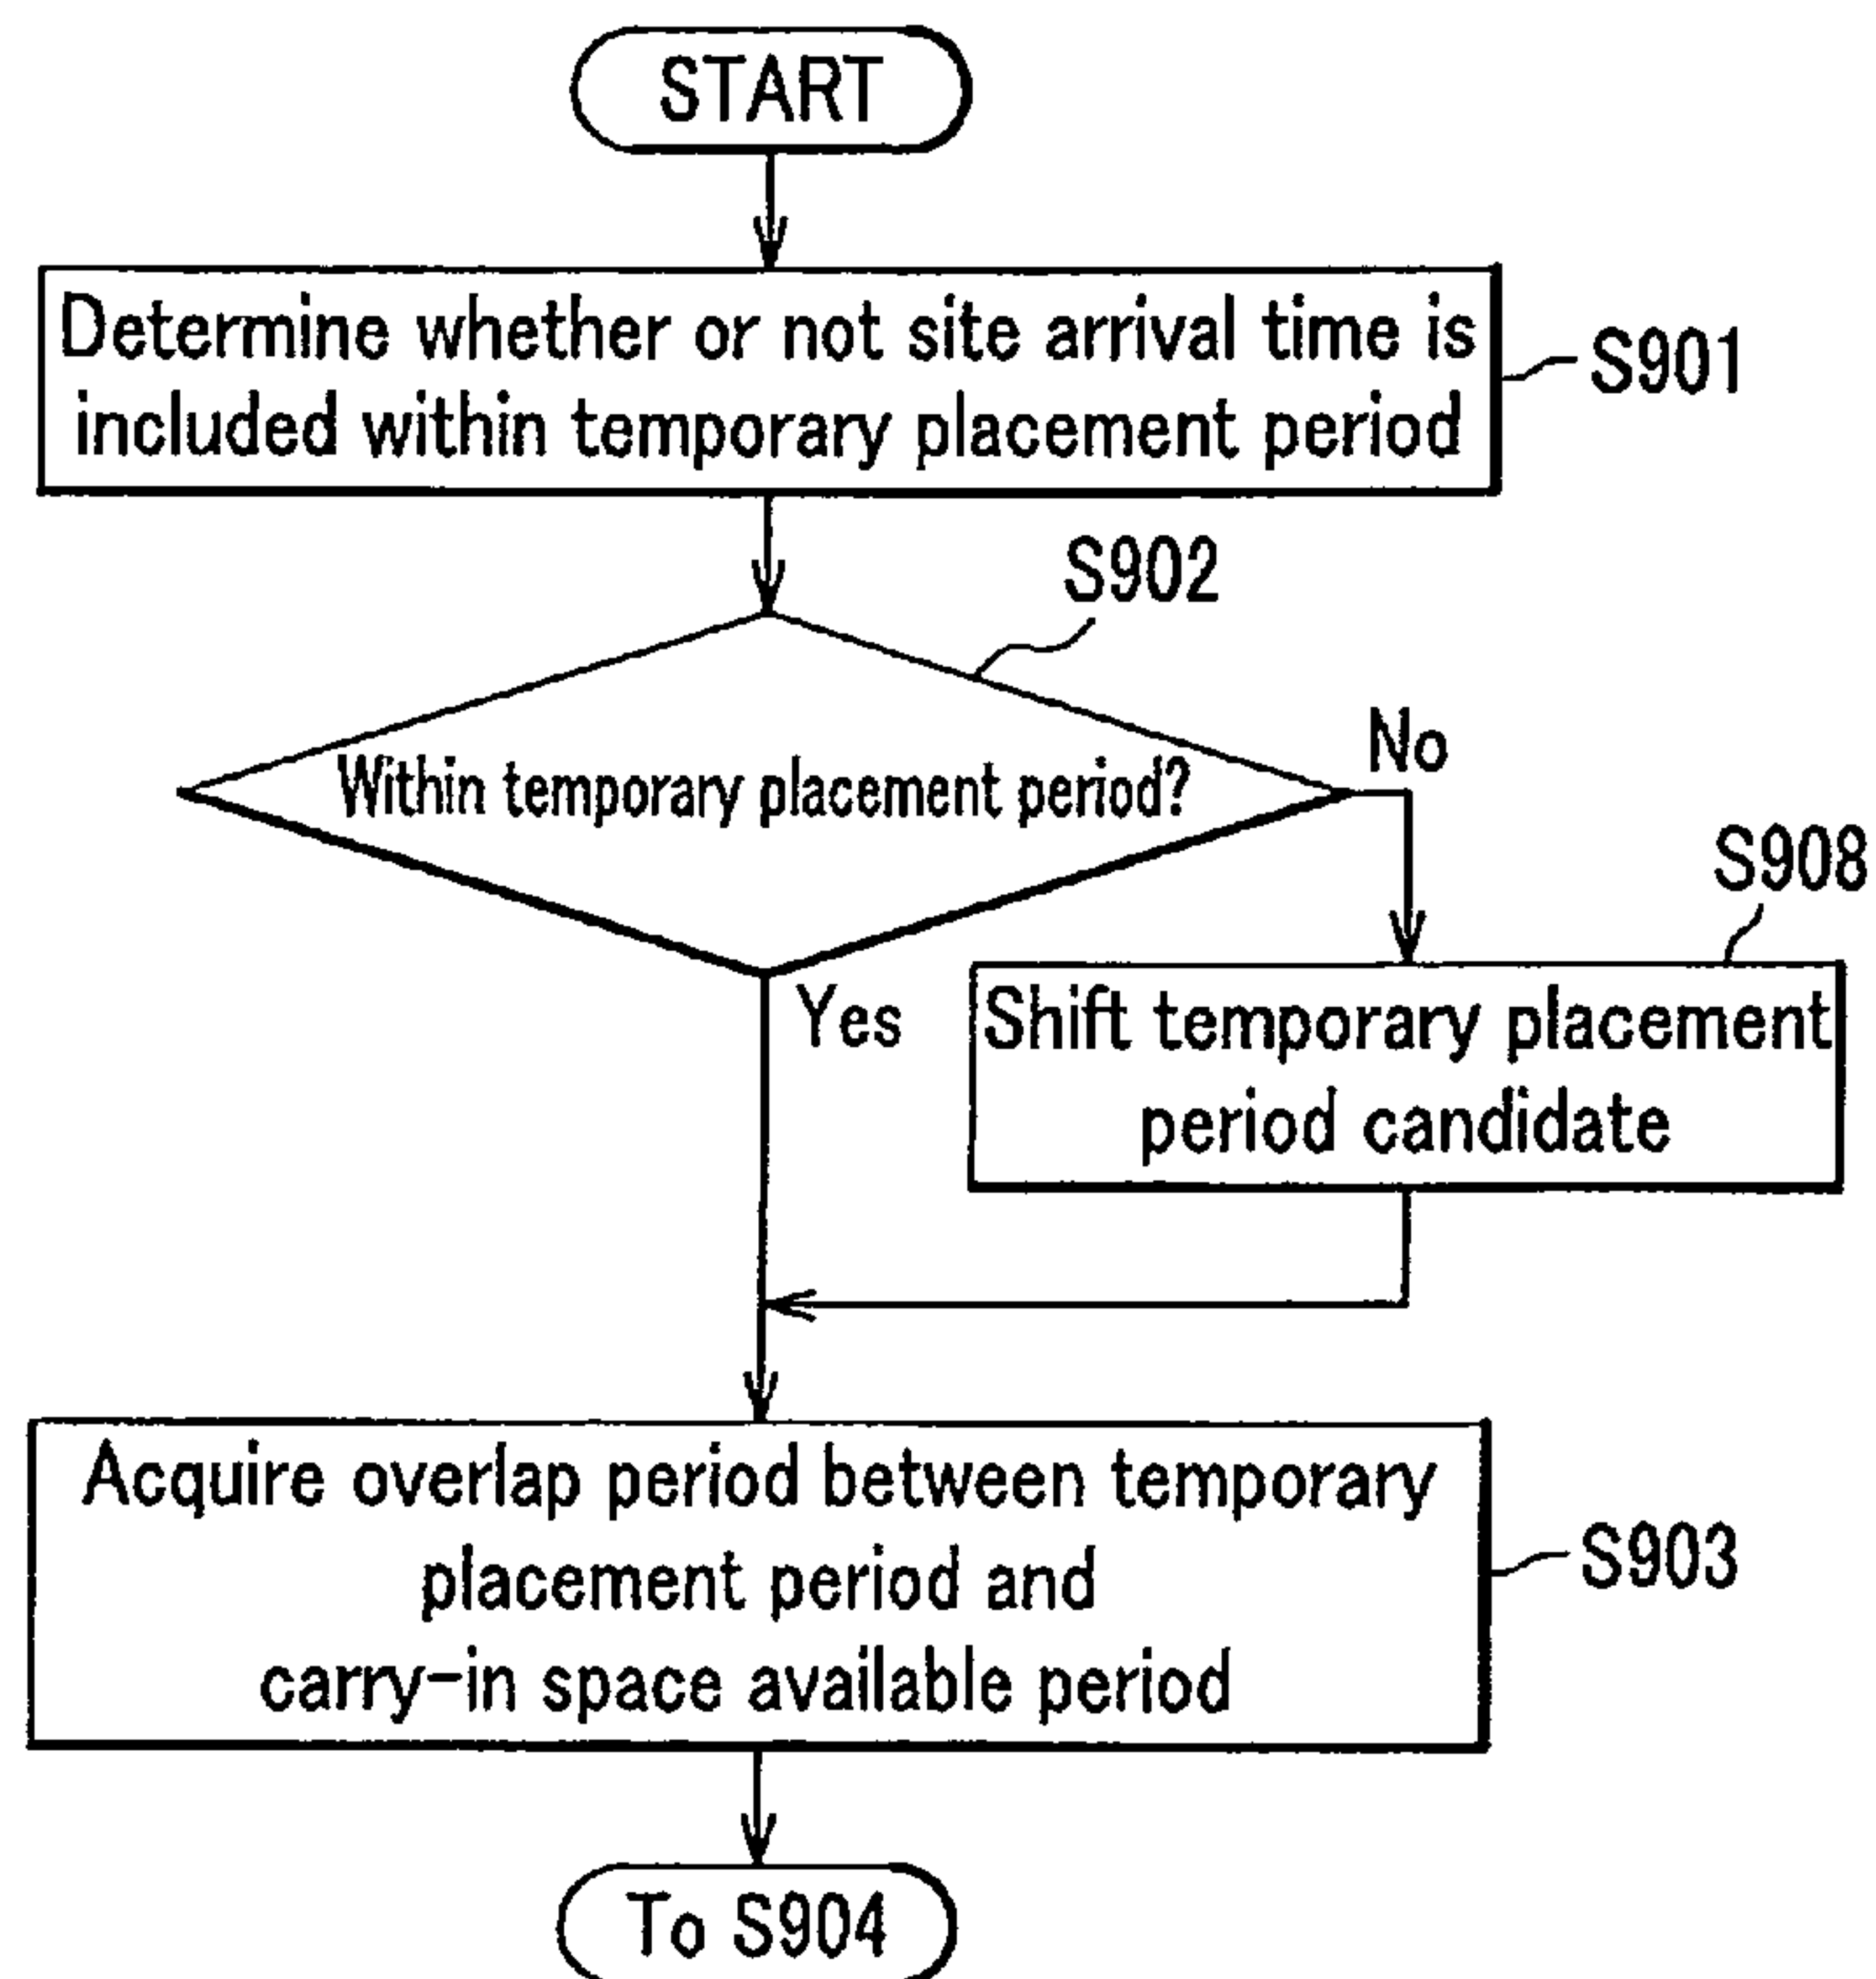 START
Determine whether or not site arrival time is
included within temporary placement period
S901
S902
Within temporary placement period?
No
S908
Yes
Shift temporary placement
period candidate
Acquire overlap period between temporary
placement period and
carry-in space available period
S903
To S904